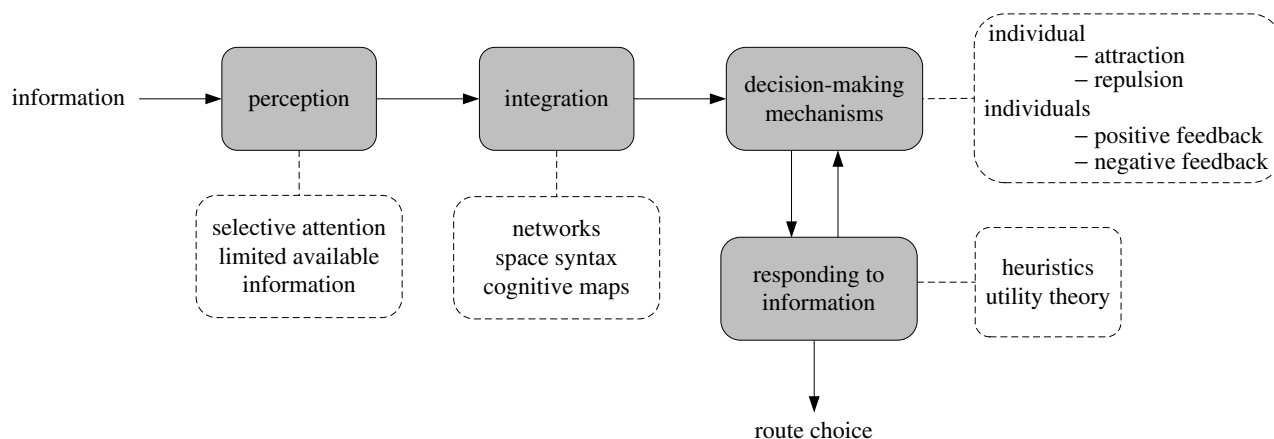 information
perception
integration
decision-making
mechanisms
individual
– attraction
– repulsion
individuals
– positive feedback
– negative feedback
selective attention
limited available
information
networks
space syntax
cognitive maps
responding to
information
heuristics
utility theory
route choice